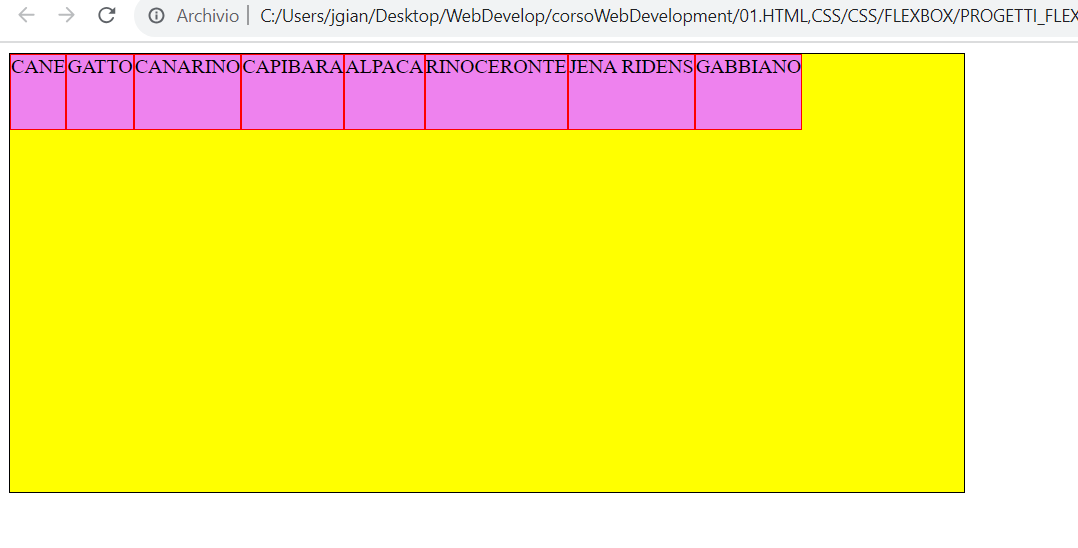 Archivio | C:/Users/jgian/Desktop/WebDevelop/corsoWebDevelopment/01.HTML,CSS/CSS/FLEXBOX/PROGETTI_FLEX
CANE GATTO CANARINO CAPIBARA ALPACA RINOCERONTE JENA RIDENS GABBIANO